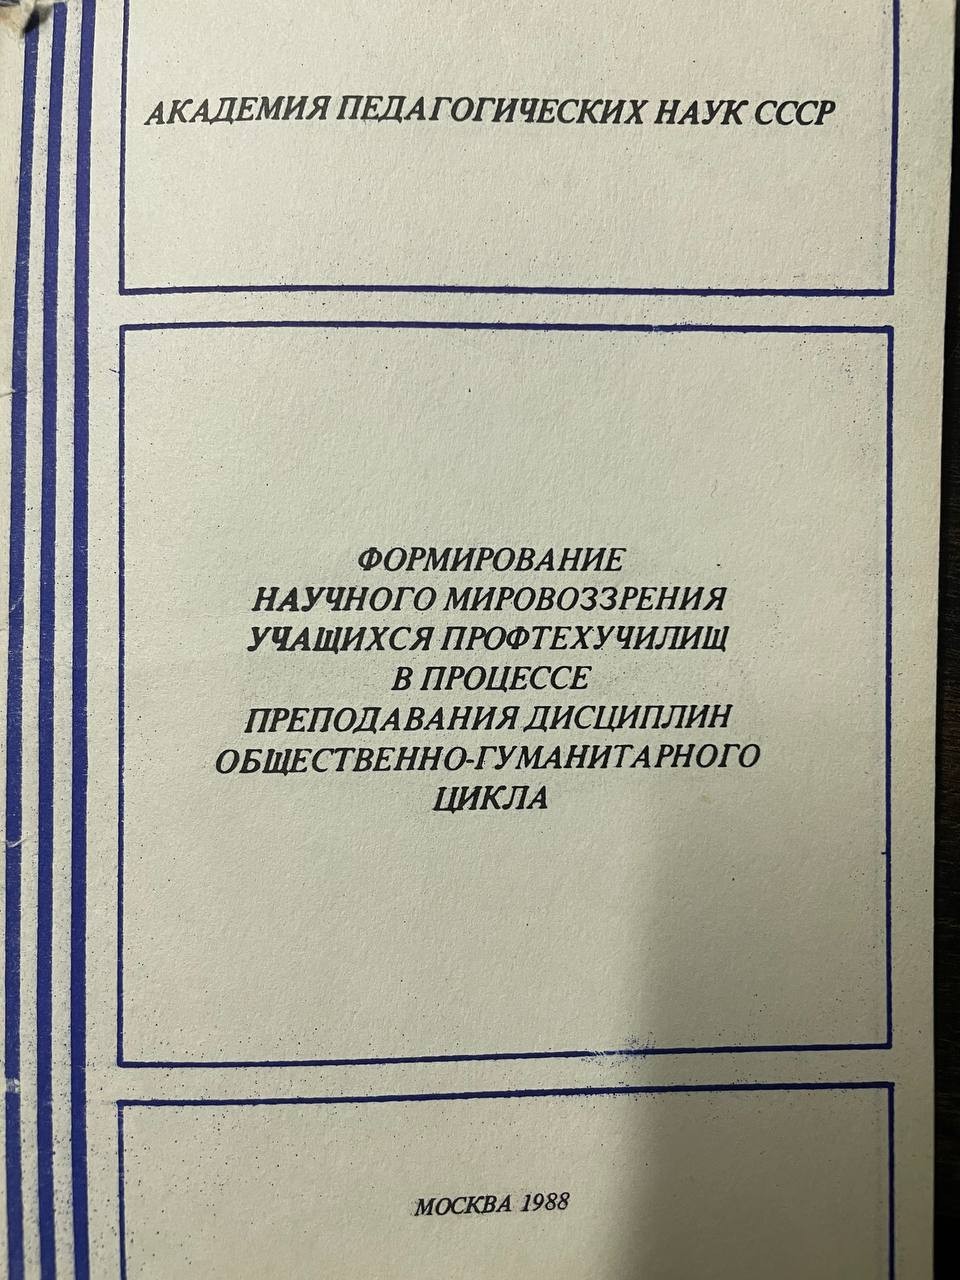 АКАДЕМИЯ ПЕДАГОГИЧЕСКИХ НАУК СССР
ФОРМИРОВАНИЕ
НАУЧНОГО МИРОВОЗЗРЕНИЯ
УЧАЩИХСЯ ПРОФТЕХУЧИЛИЩ
В ПРОЦЕССЕ
ПРЕПОДАВАНИЯ ДИСЦИПЛИН
ОБЩЕСТВЕННО-ГУМАНИТАРНОГО
ЦИКЛА
МОСКВА 1988